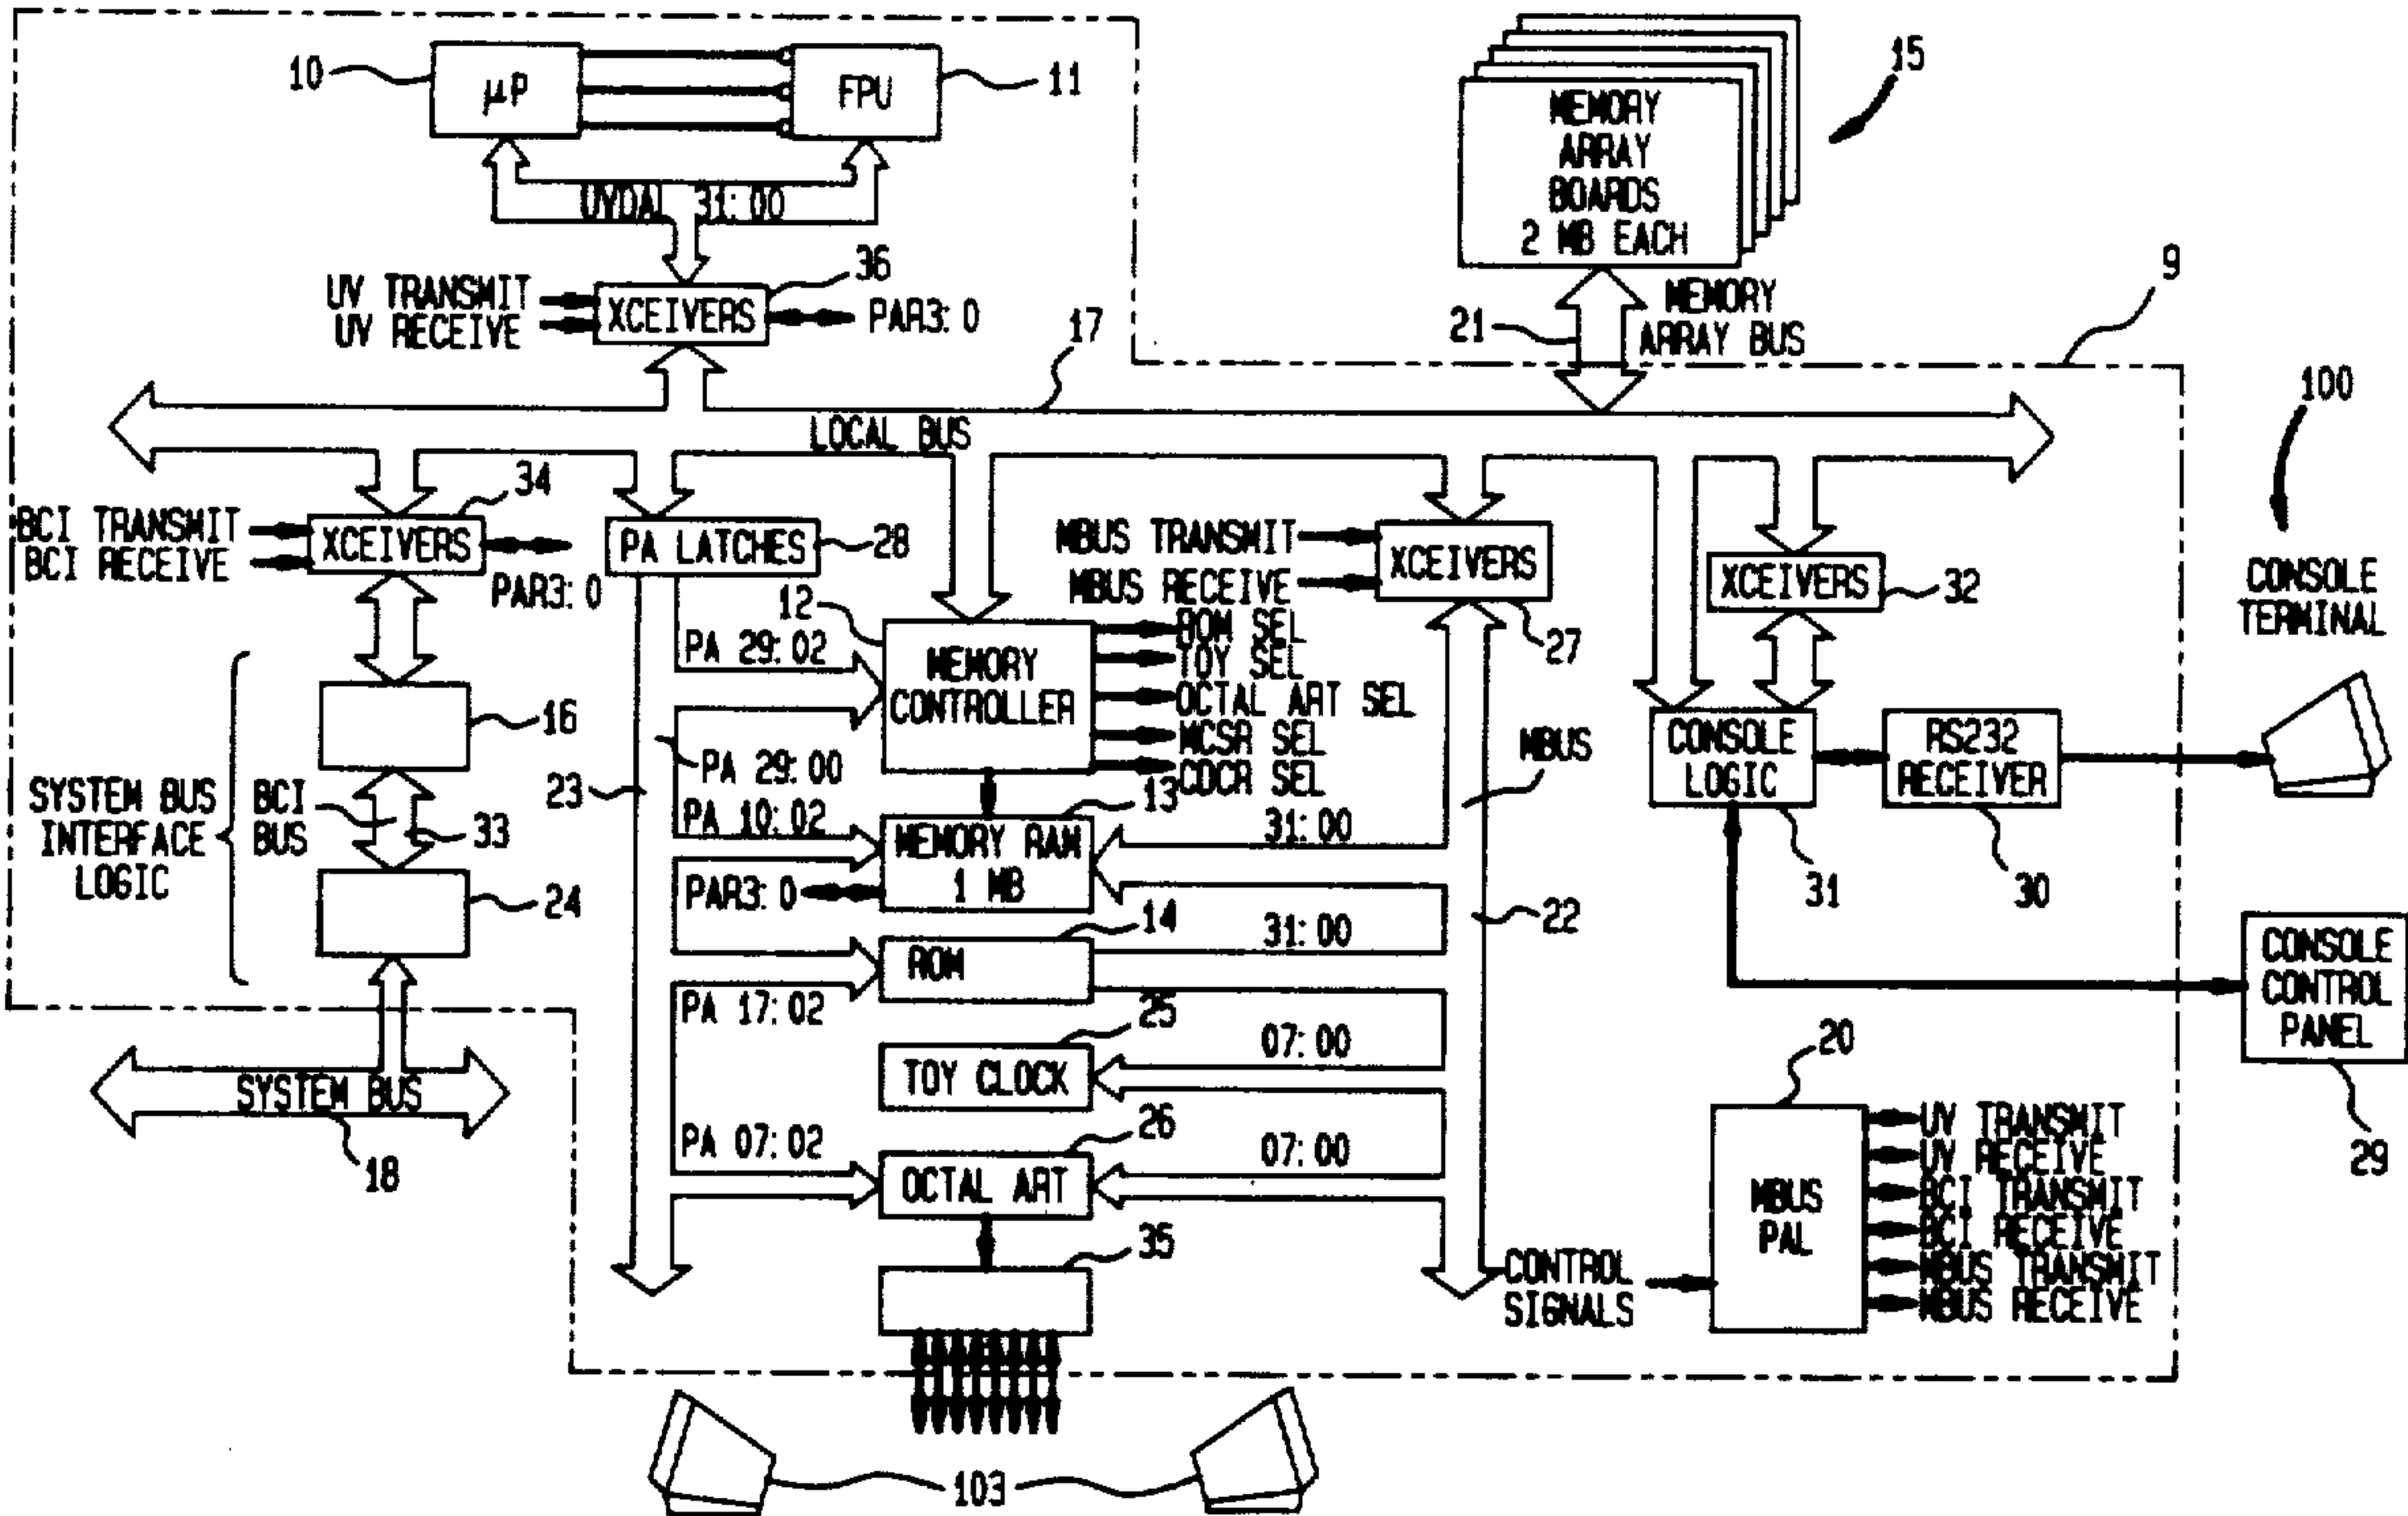 10
μP
FPU
11
MEMORY
ARRAY
BOARDS
2 MB EACH
15
UVDAL 31:00
36
UV TRANSMIT
UV RECEIVE
XCEIVERS
PAR3:0
17
21
MEMORY
ARRAY BUS
9
100
LOCAL BUS
34
BCI TRANSMIT
BCI RECEIVE
XCEIVERS
PAR3:0
PA LATCHES
28
MBUS TRANSMIT
MBUS RECEIVE
XCEIVERS
27
XCEIVERS
32
CONSOLE
TERMINAL
12
PA 29:02
MEMORY
CONTROLLER
ROM SEL
TOY SEL
OCTAL ART SEL
MCSR SEL
CDCR SEL
16
SYSTEM BUS
INTERFACE
LOGIC
BCI
BUS
33
24
23
PA 29:00
PA 10:02
13
MEMORY RAM
1 MB
PAR3:0
31:00
MBUS
CONSOLE
LOGIC
31
RS232
RECEIVER
30
14
ROM
31:00
22
PA 17:02
25
TOY CLOCK
07:00
CONSOLE
CONTROL
PANEL
29
SYSTEM BUS
18
PA 07:02
26
OCTAL ART
07:00
35
20
MBUS
PAL
CONTROL
SIGNALS
UV TRANSMIT
UV RECEIVE
BCI TRANSMIT
BCI RECEIVE
MBUS TRANSMIT
MBUS RECEIVE
103